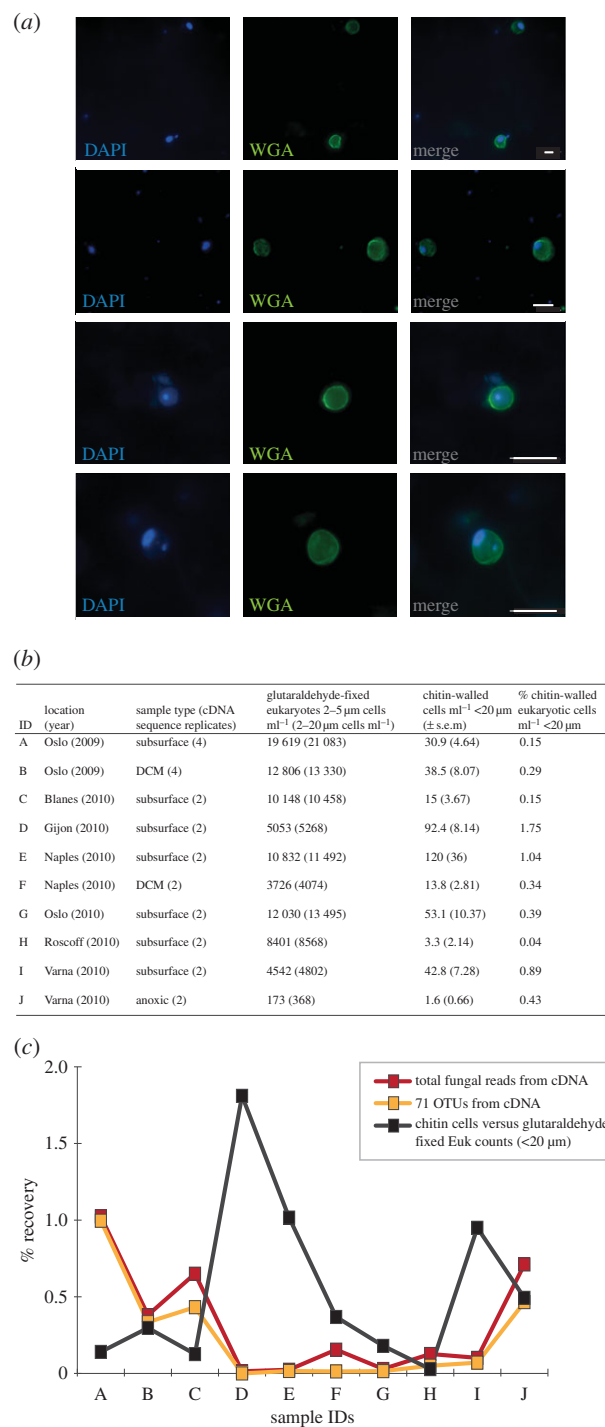 (a)
DAPI WGA merge
DAPI WGA merge
DAPI WGA merge
DAPI WGA merge
(b)
ID location (year) sample type (cDNA sequence replicates) glutaraldehyde-fixed eukaryotes 2–5 µm cells ml⁻¹ (2–20 µm cells ml⁻¹) chitin-walled cells ml⁻¹ <20 µm (± s.e.m) % chitin-walled eukaryotic cells ml⁻¹ <20 µm
A Oslo (2009) subsurface (4) 19 619 (21 083) 30.9 (4.64) 0.15
B Oslo (2009) DCM (4) 12 806 (13 330) 38.5 (8.07) 0.29
C Blanes (2010) subsurface (2) 10 148 (10 458) 15 (3.67) 0.15
D Gijon (2010) subsurface (2) 5053 (5268) 92.4 (8.14) 1.75
E Naples (2010) subsurface (2) 10 832 (11 492) 120 (36) 1.04
F Naples (2010) DCM (2) 3726 (4074) 13.8 (2.81) 0.34
G Oslo (2010) subsurface (2) 12 030 (13 495) 53.1 (10.37) 0.39
H Roscoff (2010) subsurface (2) 8401 (8568) 3.3 (2.14) 0.04
I Varna (2010) subsurface (2) 4542 (4802) 42.8 (7.28) 0.89
J Varna (2010) anoxic (2) 173 (368) 1.6 (0.66) 0.43
(c)
total fungal reads from cDNA
71 OTUs from cDNA
chitin cells versus glutaraldehyde
fixed Euk counts (<20 µm)
% recovery
2.0
1.5
1.0
0.5
0
A B C D E F G H I J
sample IDs